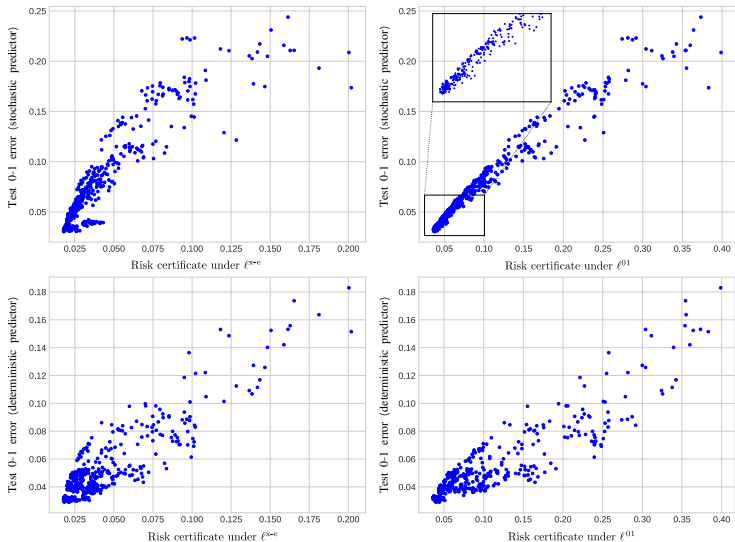 0.25
0.20
0.15
0.10
0.05
Test 0-1 error (stochastic predictor)
0.025 0.050 0.075 0.100 0.125 0.150 0.175 0.200
Risk certificate under ℓ^x-e
0.25
0.20
0.15
0.10
0.05
Test 0-1 error (stochastic predictor)
0.05 0.10 0.15 0.20 0.25 0.30 0.35 0.40
Risk certificate under ℓ^01
0.18
0.16
0.14
0.12
0.10
0.08
0.06
0.04
Test 0-1 error (deterministic predictor)
0.025 0.050 0.075 0.100 0.125 0.150 0.175 0.200
Risk certificate under ℓ^x-e
0.18
0.16
0.14
0.12
0.10
0.08
0.06
0.04
Test 0-1 error (deterministic predictor)
0.05 0.10 0.15 0.20 0.25 0.30 0.35 0.40
Risk certificate under ℓ^01